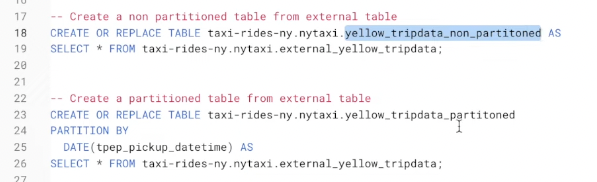 16
17 -- Create a non partitioned table from external table
18 CREATE OR REPLACE TABLE taxi-rides-ny.nytaxi.yellow_tripdata_non_partitoned AS
19 SELECT * FROM taxi-rides-ny.nytaxi.external_yellow_tripdata;
20
21
22 -- Create a partitioned table from external table
23 CREATE OR REPLACE TABLE taxi-rides-ny.nytaxi.yellow_tripdata_partitoned
24 PARTITION BY
25   DATE(tpep_pickup_datetime) AS
26 SELECT * FROM taxi-rides-ny.nytaxi.external_yellow_tripdata;
27